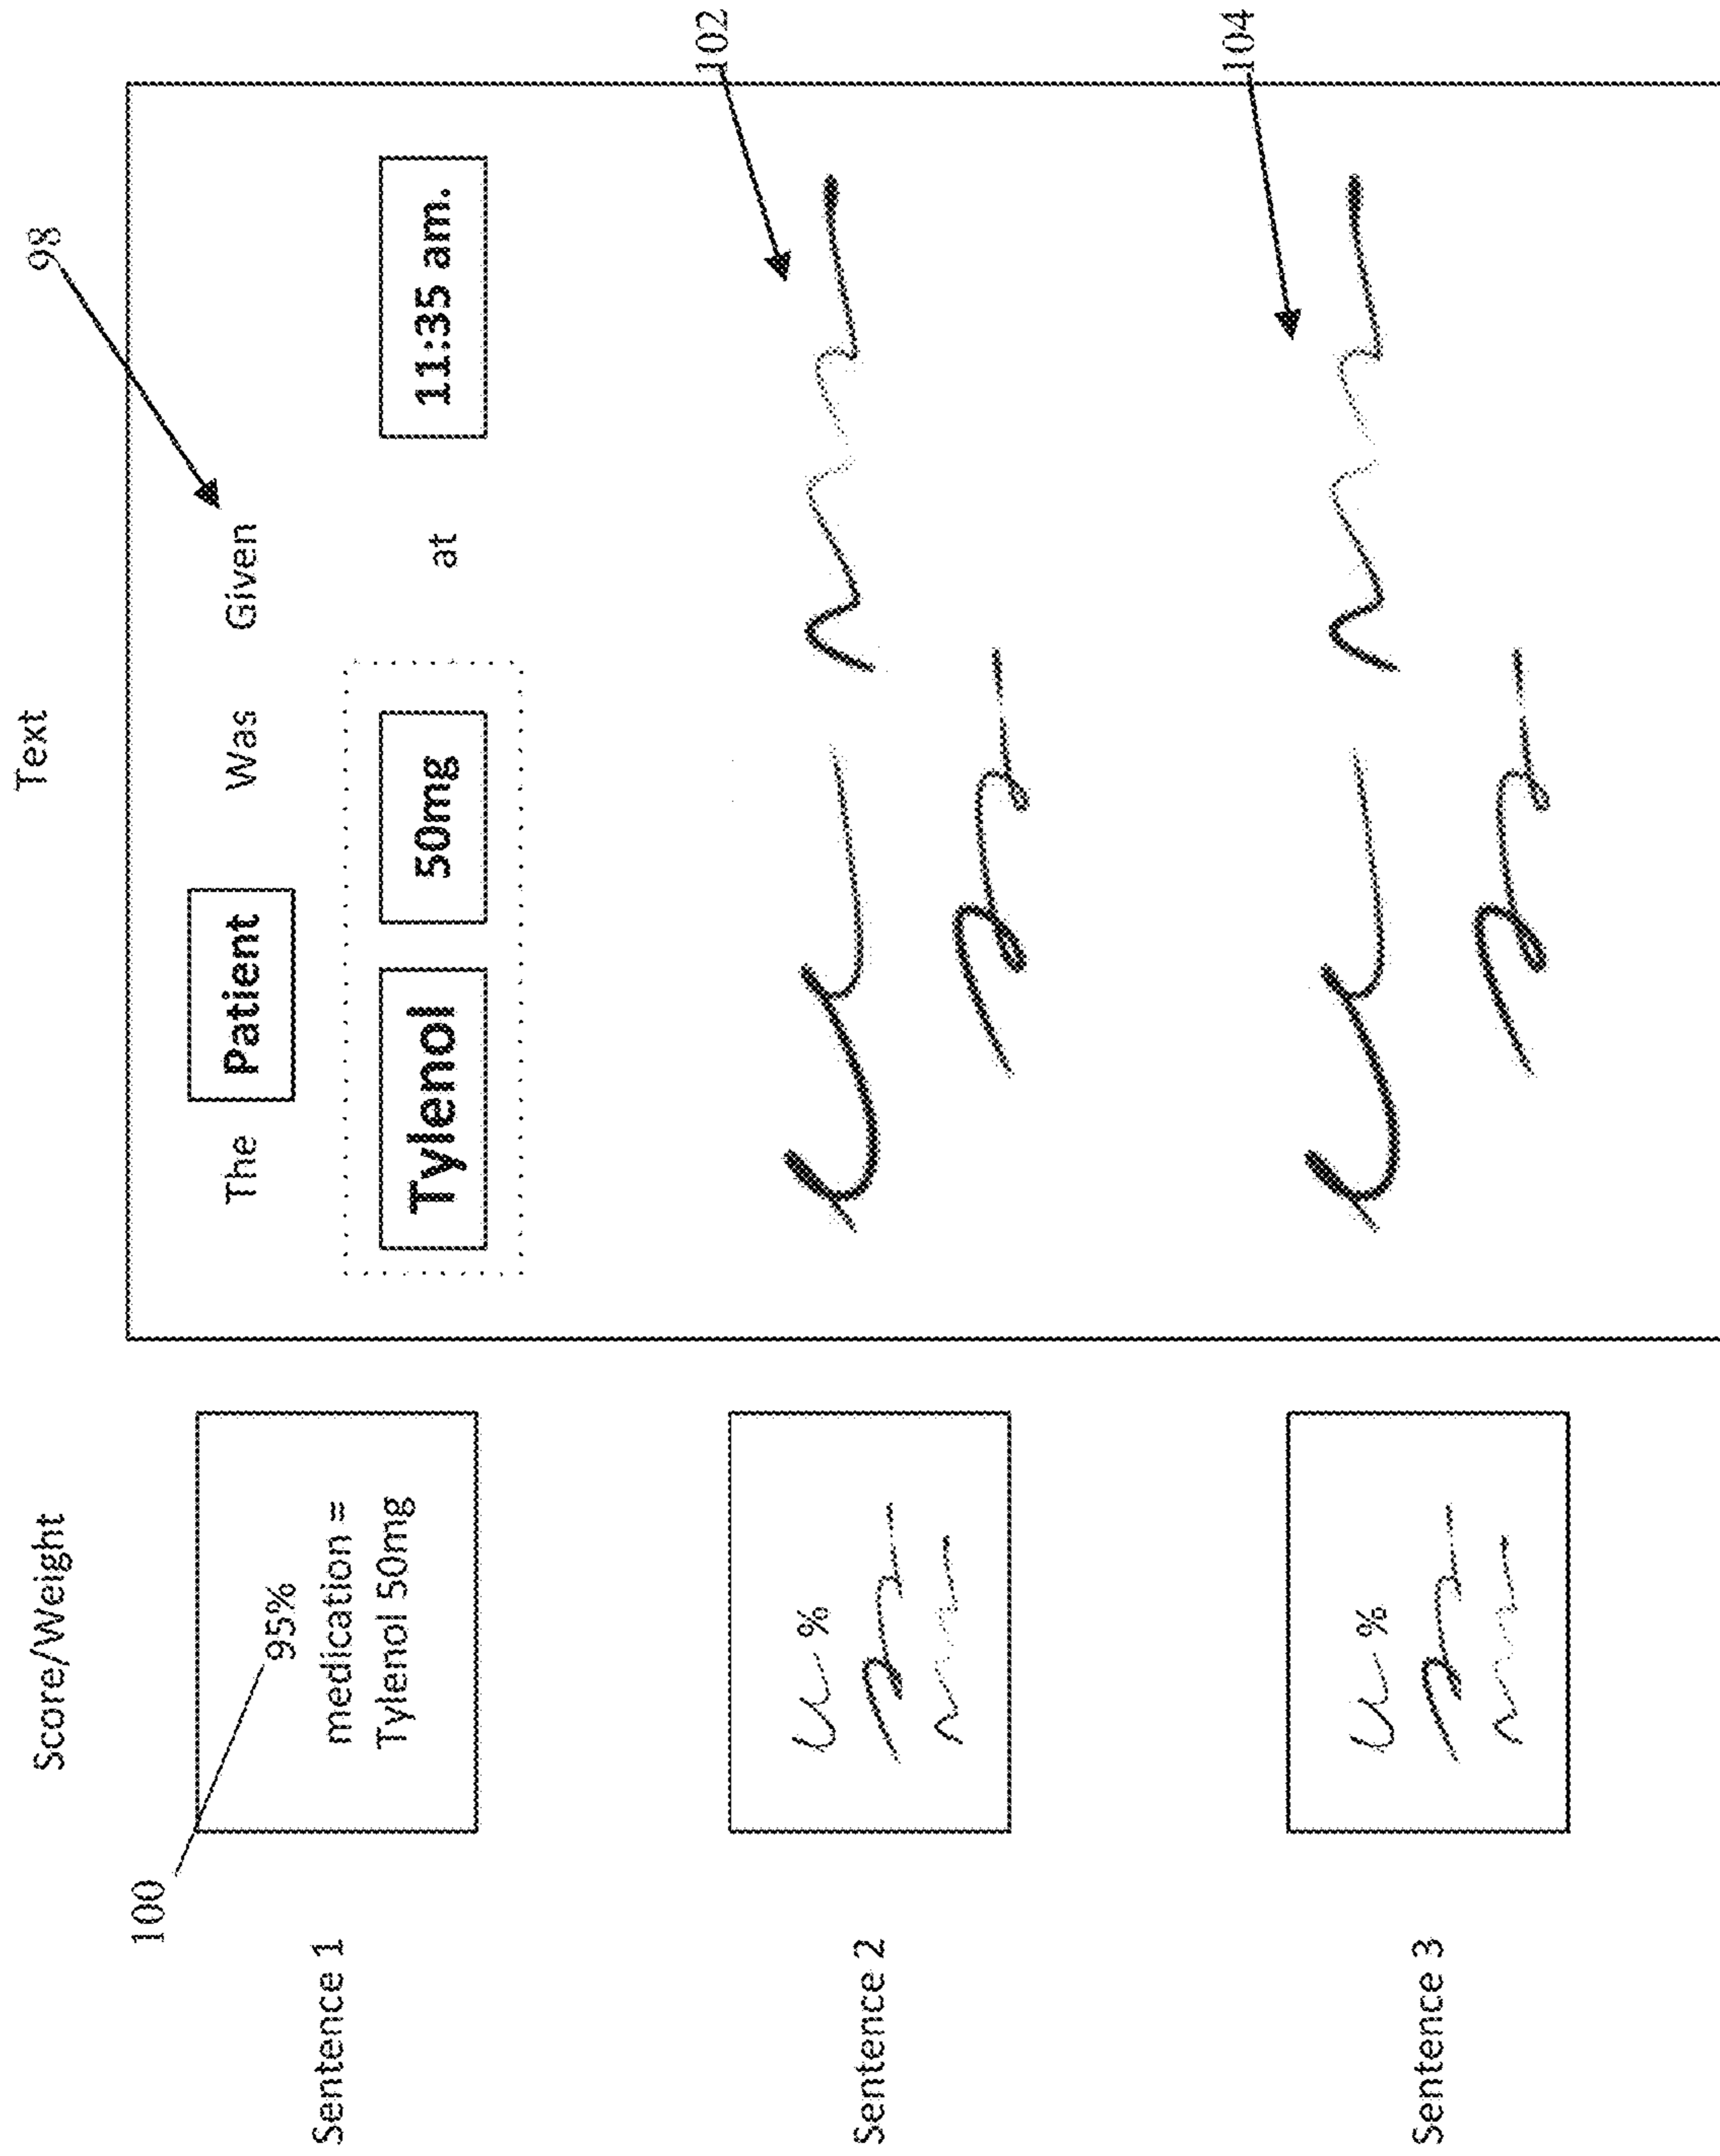 Score/Weight
Text
98
100
Sentence 1
95%
medication =
Tylenol 50mg
The Patient Was Given
Tylenol 50mg at 11:35 am.
102
Sentence 2
%
104
Sentence 3
%